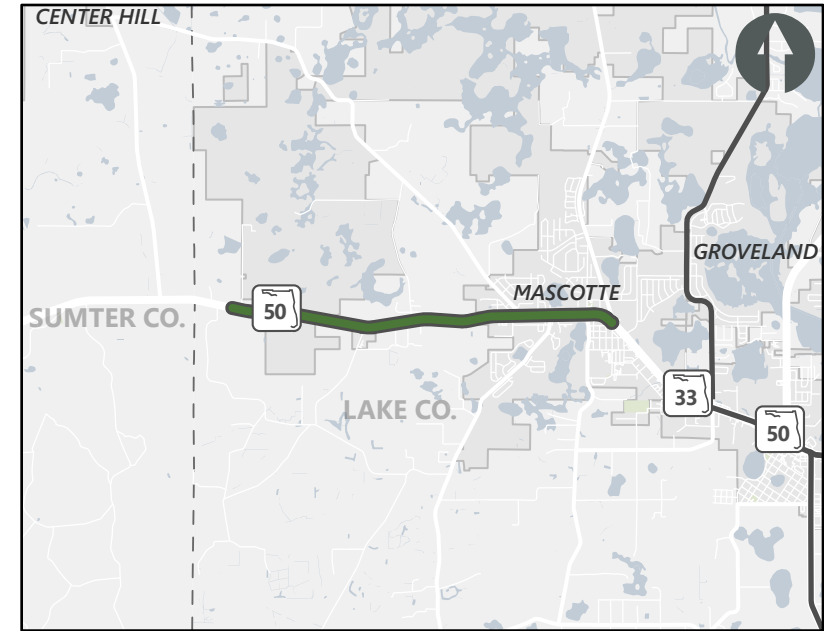 CENTER HILL
GROVELAND
MASCOTTE
50
SUMTER CO.
33
LAKE CO.
50